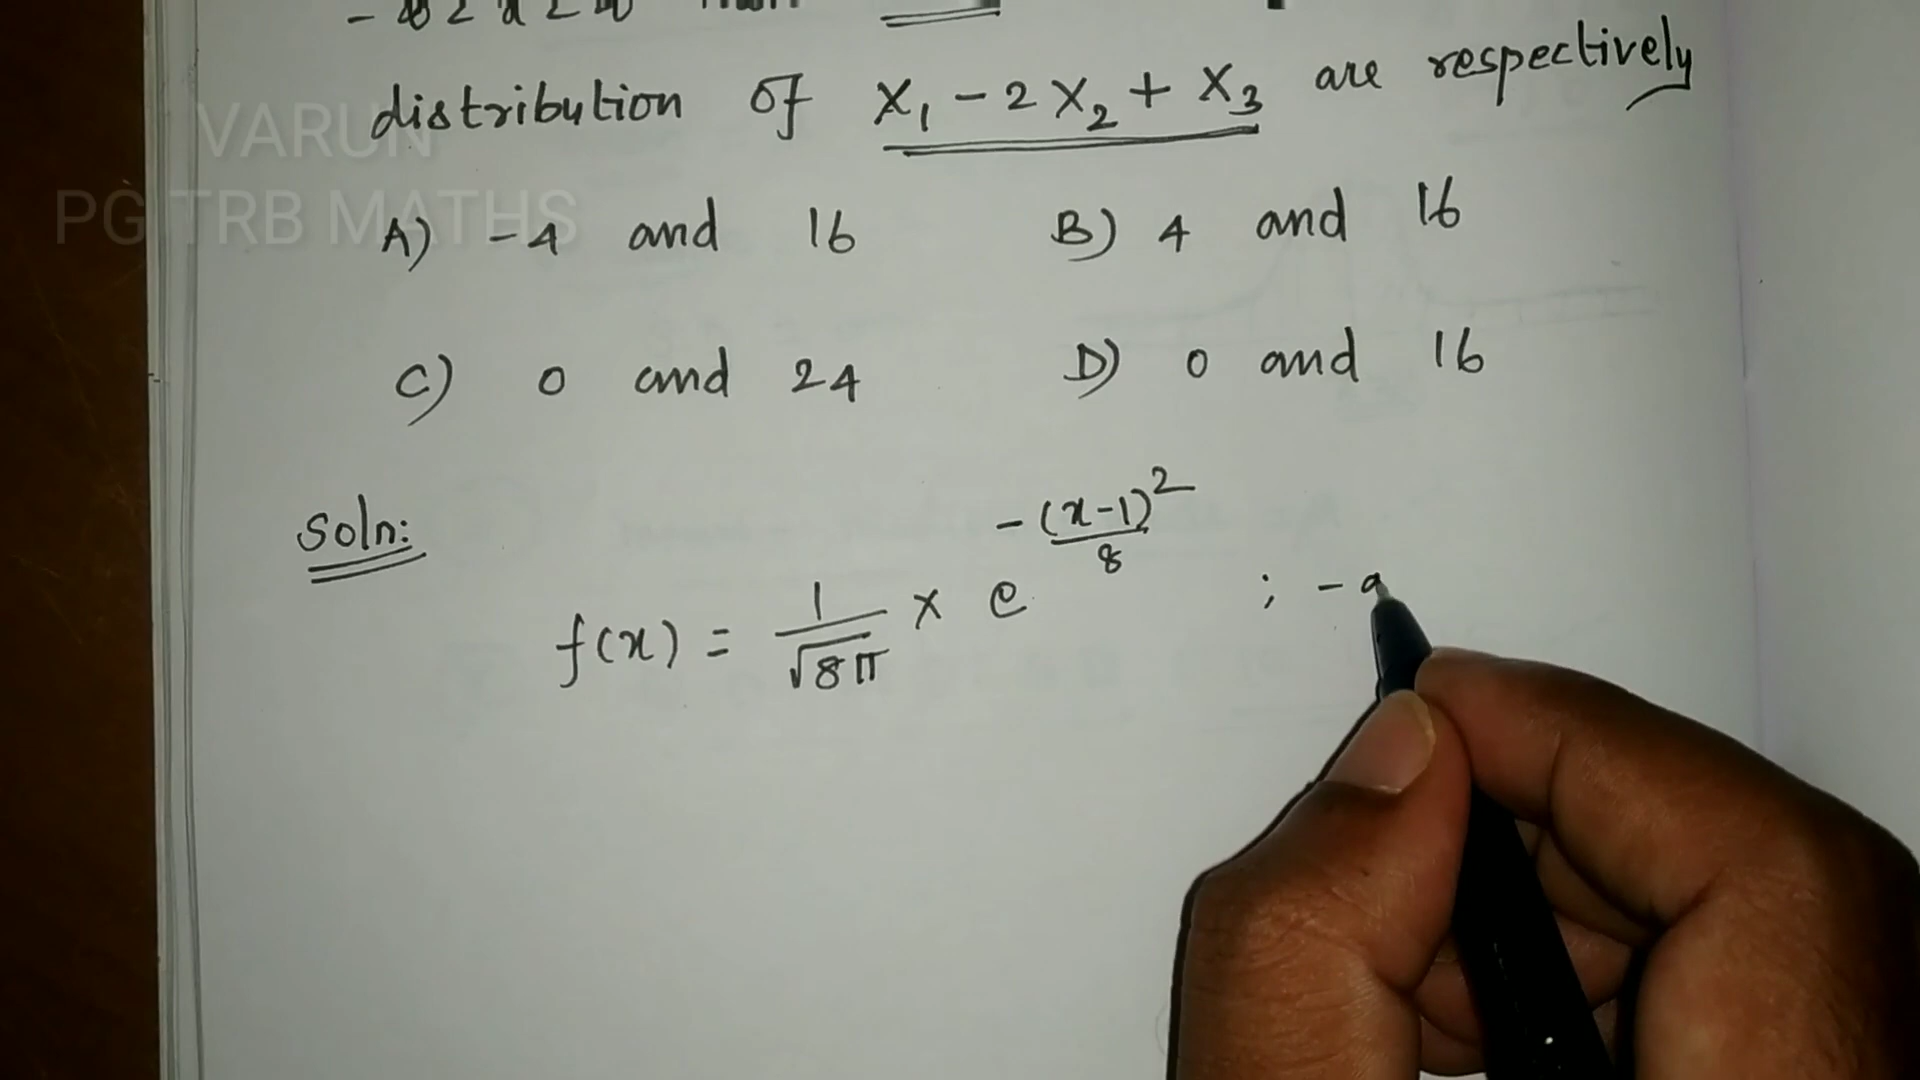 distribution of X₁ - 2X₂ + X₃ are respectively
VARUN
PG TRB MATHS
A) -4 and 16 B) 4 and 16
C) 0 and 24 D) 0 and 16
Soln:
f(x) = 1/√8π × e^-(x-1)²/8 ; -